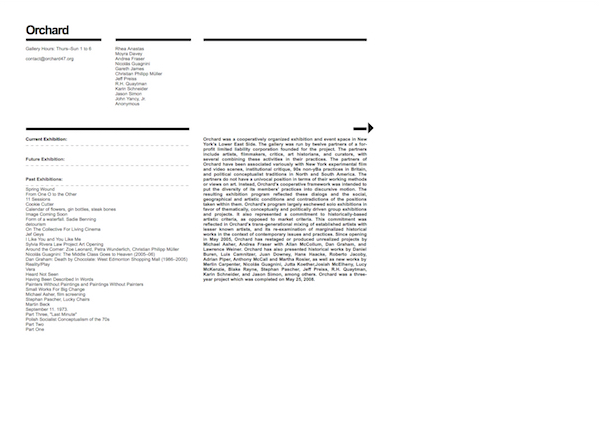 Orchard
Gallery Hours: Thurs–Sun 1 to 6
contact@orchard47.org
Rhea Anastas
Moyra Davey
Andrea Fraser
Nicolás Guagnini
Gareth James
Christian Philipp Müller
Jeff Preiss
R.H. Quaytman
Karin Schneider
Jason Simon
John Yancy, Jr.
Anonymous
Current Exhibition:
Future Exhibition:
Past Exhibitions:
Spring Wound
From One O to the Other
11 Sessions
Cookie Cutter
Calendar of flowers, gin bottles, steak bones
Image Coming Soon
Form of a waterfall: Sadie Benning
detourism
On The Collective For Living Cinema
Jef Geys
I Like You and You Like Me
Sylvia Rivera Law Project Art Opening
Around the Corner: Zoe Leonard, Petra Wunderlich, Christian Philipp Müller
Nicolás Guagnini: The Middle Class Goes to Heaven (2005–06)
Dan Graham: Death by Chocolate: West Edmonton Shopping Mall (1986–2005)
Reality/Play
Vera
Heard Not Seen
Having Been Described In Words
Painters Without Paintings and Paintings Without Painters
Small Works For Big Change
Michael Asher, film screening
Stephan Pascher, Lucky Chairs
Martin Beck
September 11, 1973
Part Three, "Last Minute"
Polish Socialist Conceptualism of the 70s
Part Two
Part One
Orchard was a cooperatively organized exhibition and event space in New
York's Lower East Side. The gallery was run by twelve partners of a for-
profit limited liability corporation founded for the project. The partners
include artists, filmmakers, critics, art historians, and curators, with
several combining these activities in their practices. The partners of
Orchard have been associated variously with New York experimental film
and video scenes, institutional critique, 90s non-yBa practices in Britain,
and political conceptualist traditions in North and South America. The
partners do not have a univocal position in terms of their working methods
or views on art. Instead, Orchard's cooperative framework was intended to
put the diversity of its members' practices into discursive motion. The
resulting exhibition program reflected these dialogs and the social,
geographical and artistic conditions and contradictions of the positions
taken within them. Orchard's program largely eschewed solo exhibitions in
favor of thematically, conceptually and politically driven group exhibitions
and projects. It also represented a commitment to historically-based
artistic criteria, as opposed to market criteria. This commitment was
reflected in Orchard's trans-generational mixing of established artists with
lesser known artists, and its re-examination of marginalized historical
works in the context of contemporary issues and practices. Since opening
in May 2005, Orchard has restaged or produced unrealized projects by
Michael Asher, Andrea Fraser with Allan McCollum, Dan Graham, and
Lawrence Weiner. Orchard has also presented historical works by Daniel
Buren, Luis Camnitzer, Juan Downey, Hans Haacke, Roberto Jacoby,
Adrian Piper, Anthony McCall and Martha Rosler, as well as new works by
Merlin Carpenter, Nicolás Guagnini, Jutta Koether, Josiah McElheny, Lucy
McKenzie, Blake Rayne, Stephan Pascher, Jeff Preiss, R.H. Quaytman,
Karin Schneider, and Jason Simon, among others. Orchard was a three-
year project which was completed on May 25, 2008.